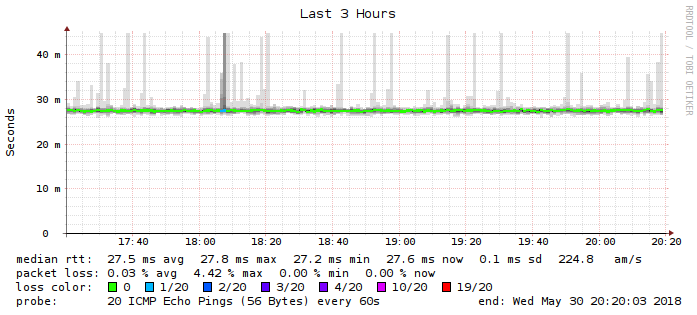 Last 3 Hours
RRDTOOL / TOBI OETIKER
Seconds
40 m
30 m
20 m
10 m
0
17:40 18:00 18:20 18:40 19:00 19:20 19:40 20:00 20:20
median rtt: 27.5 ms avg 27.8 ms max 27.2 ms min 27.6 ms now 0.1 ms sd 224.8 am/s
packet loss: 0.03 % avg 4.42 % max 0.00 % min 0.00 % now
loss color: 0 1/20 2/20 3/20 4/20 10/20 19/20
probe: 20 ICMP Echo Pings (56 Bytes) every 60s end: Wed May 30 20:20:03 2018